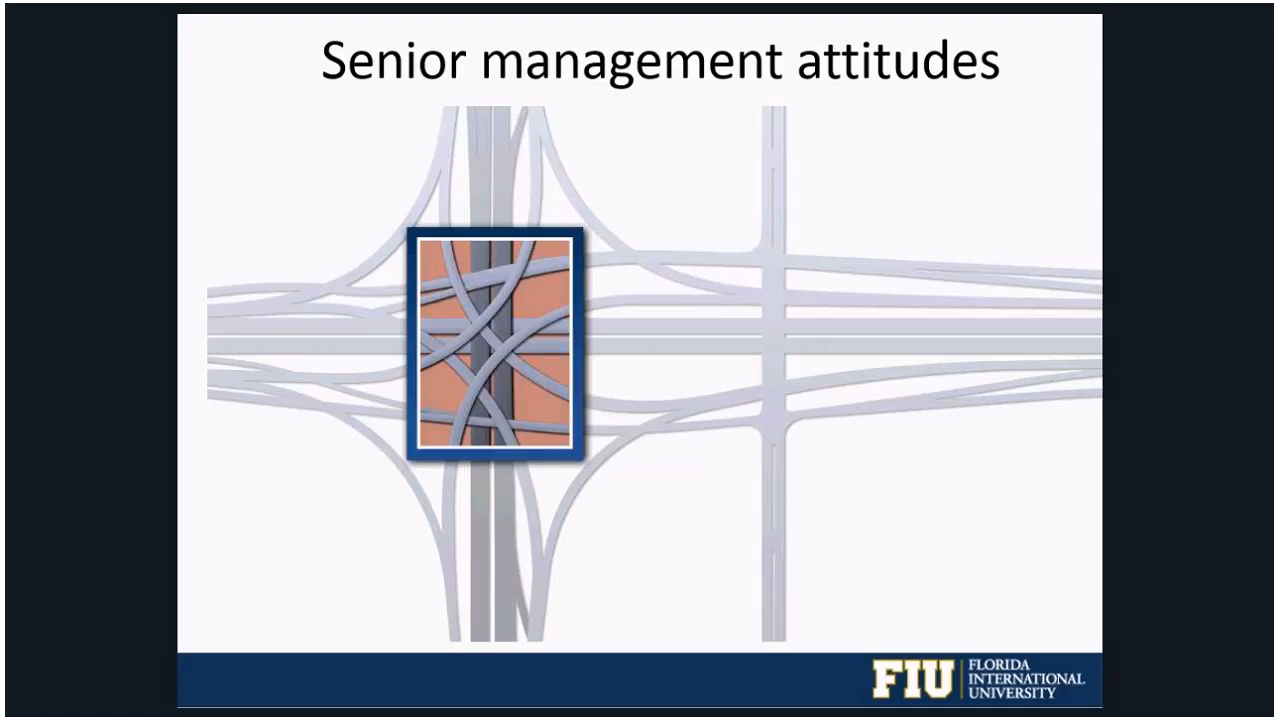 Senior management attitudes
FIU
FLORIDA
INTERNATIONAL
UNIVERSITY